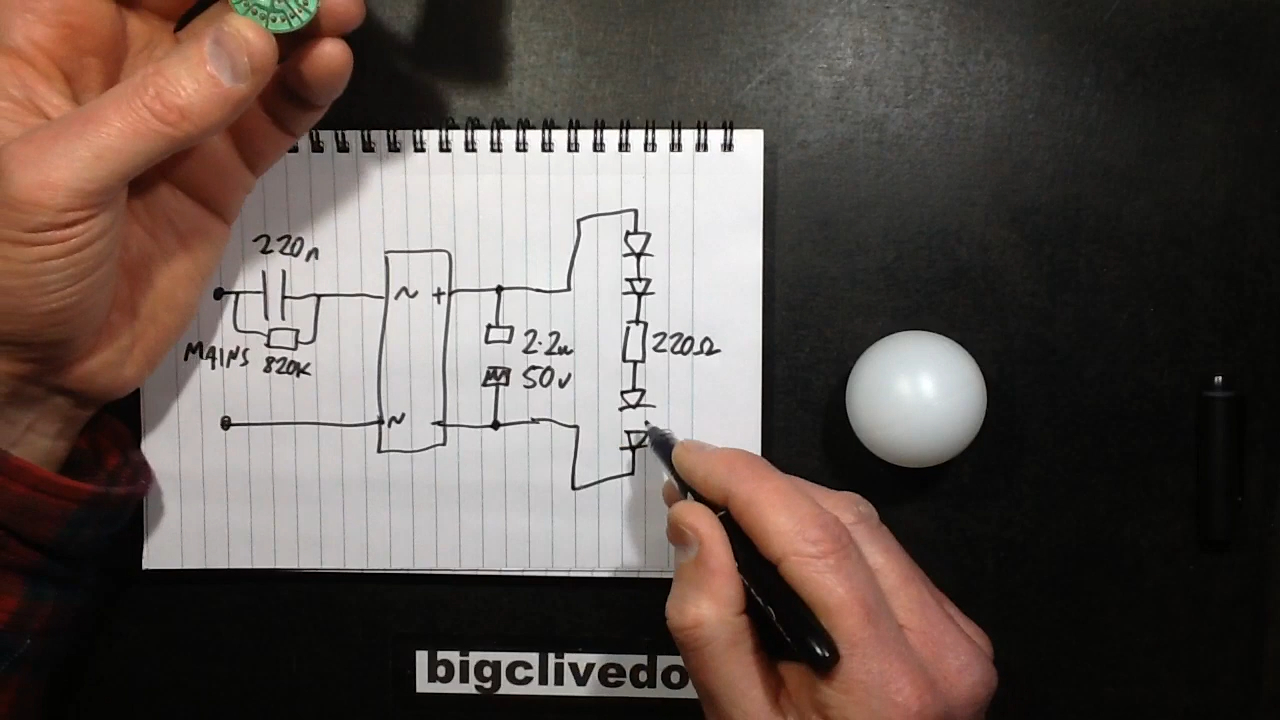 220n
~ +
MAINS 820K
~ -
2.2u
50v
220Ω
bigclivedo